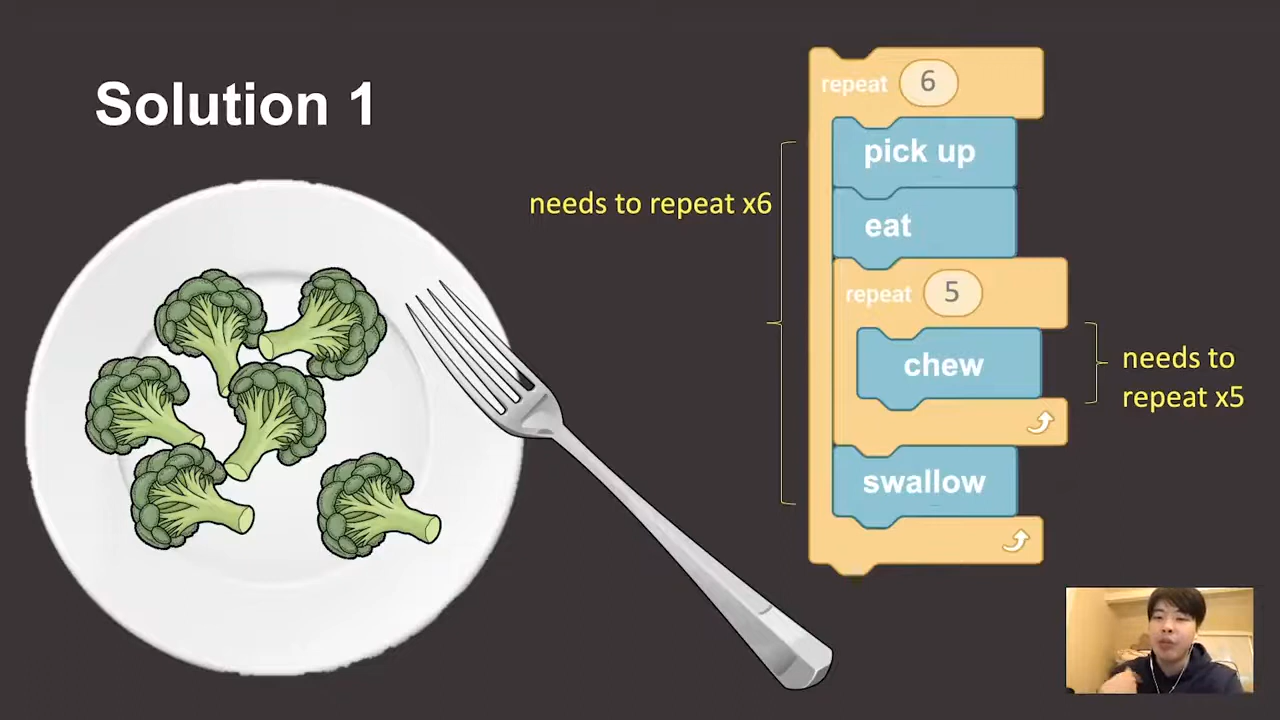 Solution 1
repeat 6
pick up
needs to repeat x6
eat
repeat 5
chew
needs to
repeat x5
swallow